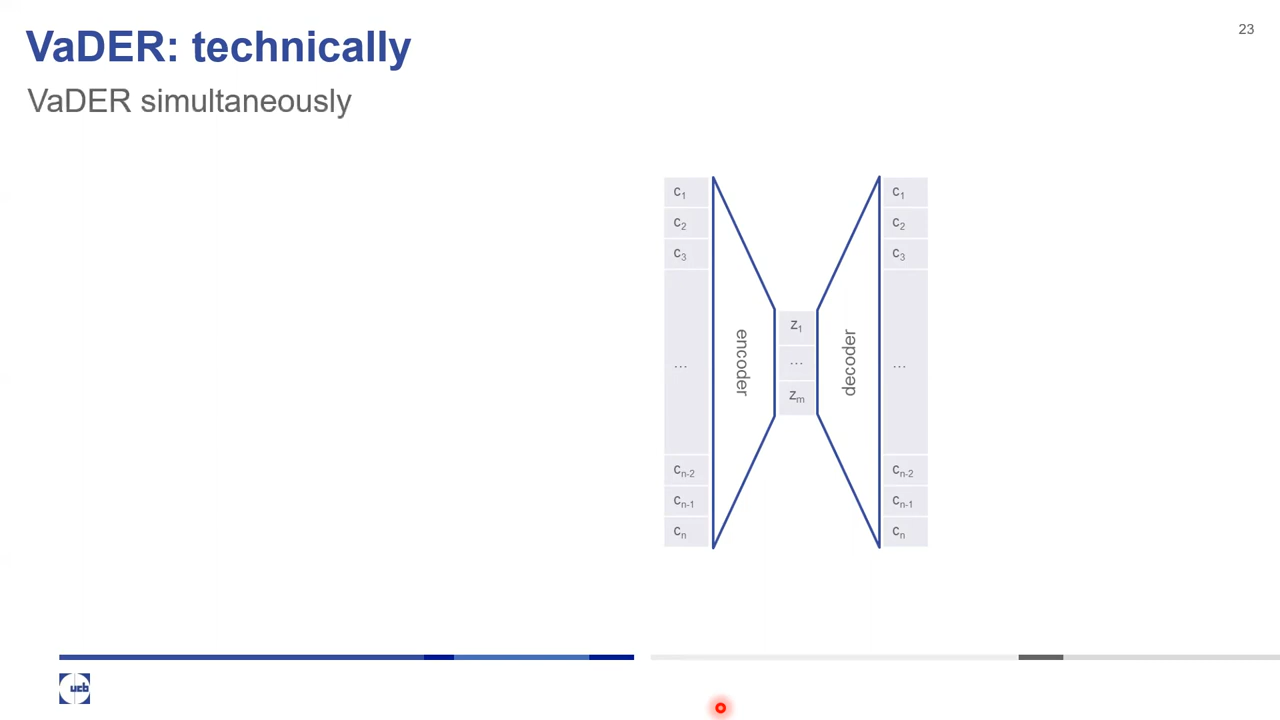 VaDER: technically
23
VaDER simultaneously
c1
c2
c3
...
cn-2
cn-1
cn
encoder
z1
...
zm
decoder
c1
c2
c3
...
cn-2
cn-1
cn
ucb